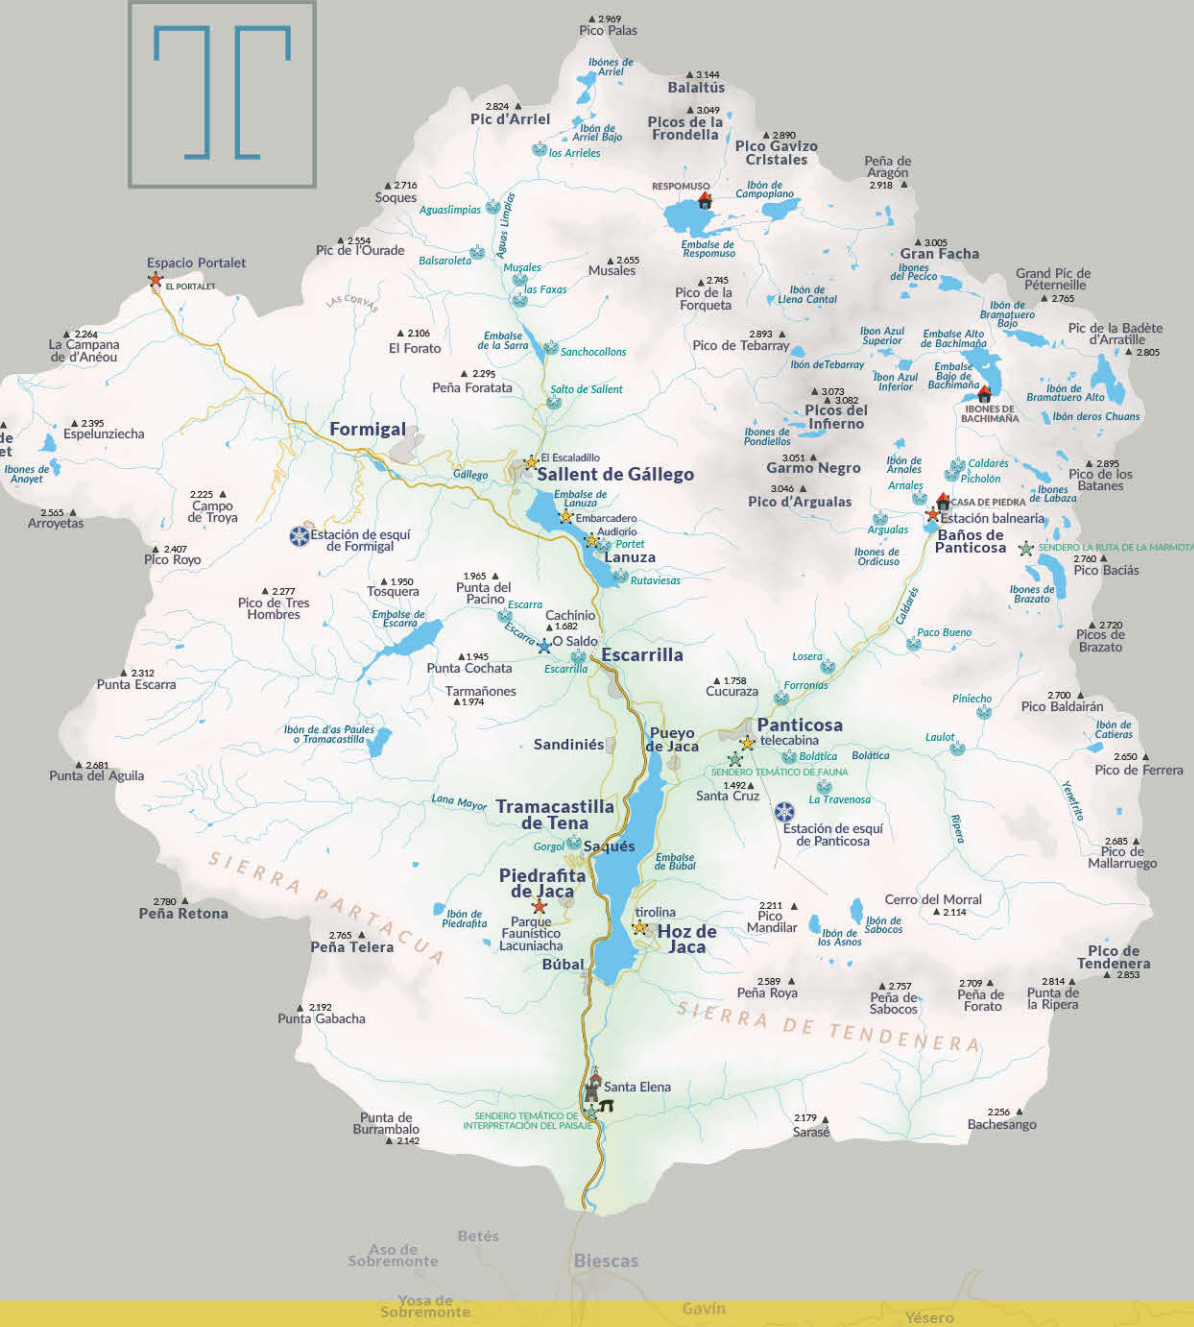 2.969
Pico Palas
Ibónes de
Arriel
3.144
Balaitús
2.824
Pic d'Arriel
3.049
Picos de la
Frondella
Ibón de
Arriel Bajo
los Arrieles
2.890
Pico Gavizo
Cristales
Peña de
Aragón
2.918
2.716
Soques
RESPOMUSO
Ibón de
Campoplano
Aguaslimpias
Aguas Limpias
2.554
Pic de l'Ourade
Balsaroleta
Embalse de
Respomuso
3.005
Gran Facha
Espacio Portalet
EL PORTALET
Musales
las Faxas
2.655
Musales
Ibones
del Pecico
Grand Pic de
Péterneille
2.765
LAS CORVAS
2.745
Pico de la
Forqueta
Ibón de
Llena Cantal
Ibón de
Bramatuero
Bajo
2.264
La Campana
de d'Anéou
2.106
El Forato
Embalse
de la Sarra
Sanchocollons
2.893
Pico de Tebarray
Ibon Azul
Superior
Embalse Alto
de Bachimaña
Pic de la Badète
d'Arratille
2.805
Ibón deTebarray
2.295
Peña Foratata
Salto de Sallent
Ibon Azul
Inferior
Embalse
Bajo de
Bachimaña
Ibón de
Bramatuero Alto
3.073
3.082
Picos del
Infierno
IBONES DE
BACHIMAÑA
Ibón deros Chuans
de
et
2.395
Espelunziecha
Formigal
Ibones de
Pondiellos
Ibones de
Anayet
El Escaladillo
Sallent de Gállego
Gállego
3.051
Garmo Negro
Ibón de
Arnales
Caldarés
Picholón
2.895
Pico de los
Batanes
2.225
Campo
de Troya
Embalse de
Lanuza
3.046
Pico d'Argualas
Arnales
CASA DE PIEDRA
Ibones
de Labaza
2.565
Arroyetas
Embarcadero
Estación balnearia
Argualas
Estación de esquí
de Formigal
Audiorio
Portet
Lanuza
Baños de
Panticosa
SENDERO LA RUTA DE LA MARMOTA
2.407
Pico Royo
Ibones de
Ordicuso
2.760
Pico Baciás
Rutaviesas
2.277
Pico de Tres
Hombres
1.950
Tosquera
1.965
Punta del
Pacino
Ibones de
Brazato
Embalse de
Escarra
Escarra
Cachinio
1.682
Caldarés
2.720
Picos de
Brazato
Escarra
O Saldo
Paco Bueno
Escarrilla
1.945
Punta Cochata
Escarrilla
Losera
2.312
Punta Escarra
Tarmañones
1.974
1.758
Cucuraza
Forronías
2.700
Pico Baldairán
Piniecho
Ibón de d'as Paules
o Tramacastilla
Sandiniés
Pueyo
de Jaca
Panticosa
telecabina
Laulot
Ibón de
Catieras
2.681
Punta del Aguila
Bolática
Bolática
2.650
Pico de Ferrera
SENDERO TEMÁTICO DE FAUNA
1.492
Santa Cruz
La Travenosa
Yenefrito
Lana Mayor
Tramacastilla
de Tena
Estación de esquí
de Panticosa
Ripera
Gorgol
Saqués
2.685
Pico de
Mallarruego
SIERRA PARTACUA
Embalse
de Búbal
Piedrafita
de Jaca
2.780
Peña Retona
Ibón de
Piedrafita
Parque
Faunístico
Lacuniacha
tirolina
Hoz de
Jaca
2.211
Pico
Mandilar
Cerro del Morral
2.114
Ibón de
Sabocos
Ibón de
los Asnos
2.765
Peña Telera
Búbal
Pico de
Tendenera
2.853
2.589
Peña Roya
2.757
Peña de
Sabocos
2.709
Peña de
Forato
2.814
Punta de
la Ripera
2.192
Punta Gabacha
SIERRA DE TENDENERA
Santa Elena
SENDERO TEMÁTICO DE
INTERPRETACIÓN DEL PAISAJE
Punta de
Burrambalo
2.142
2.179
Sarasé
2.256
Bachesango
Betés
Aso de
Sobremonte
Biescas
Yosa de
Sobremonte
Gavín
Yésero